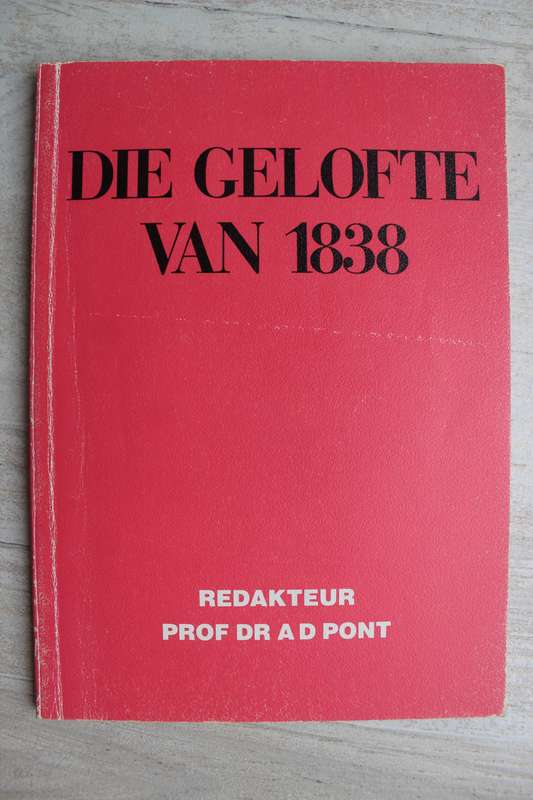 DIE GELOFTE
VAN 1838
REDAKTEUR
PROF DR A D PONT